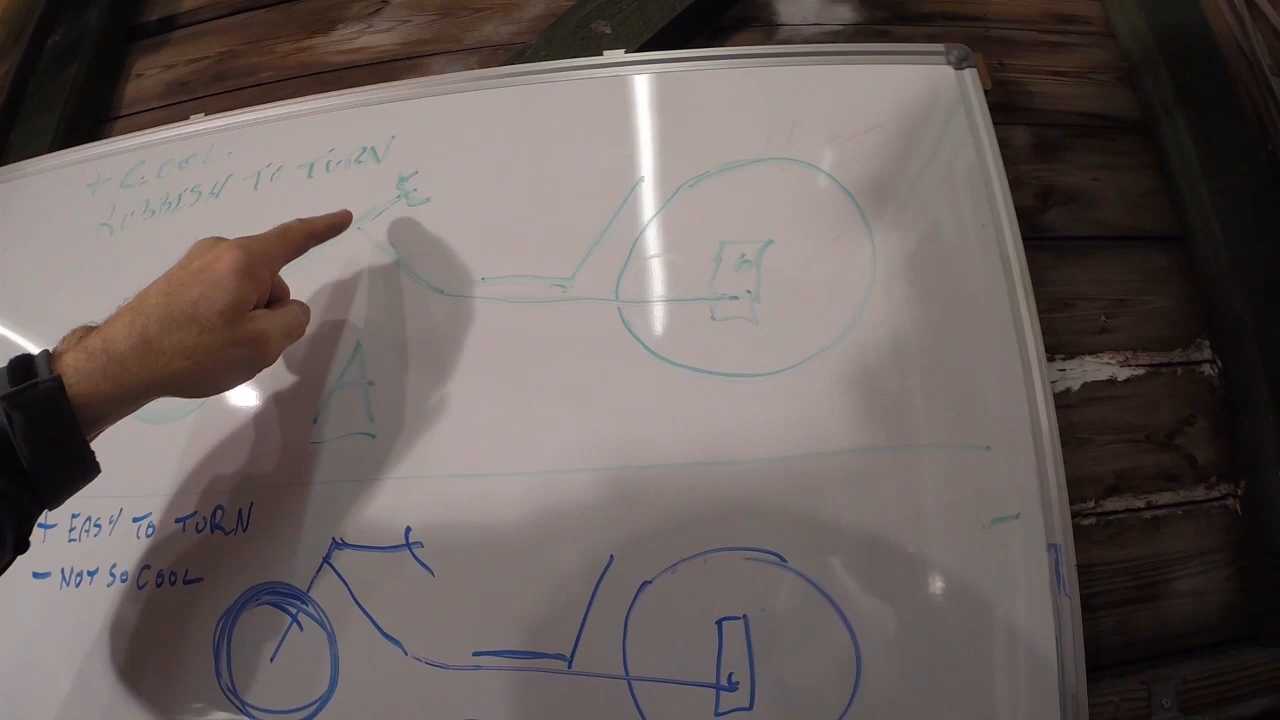 + COOL
RUBBISH TO TURN
A
+ EASY TO TURN
- NOT SO COOL